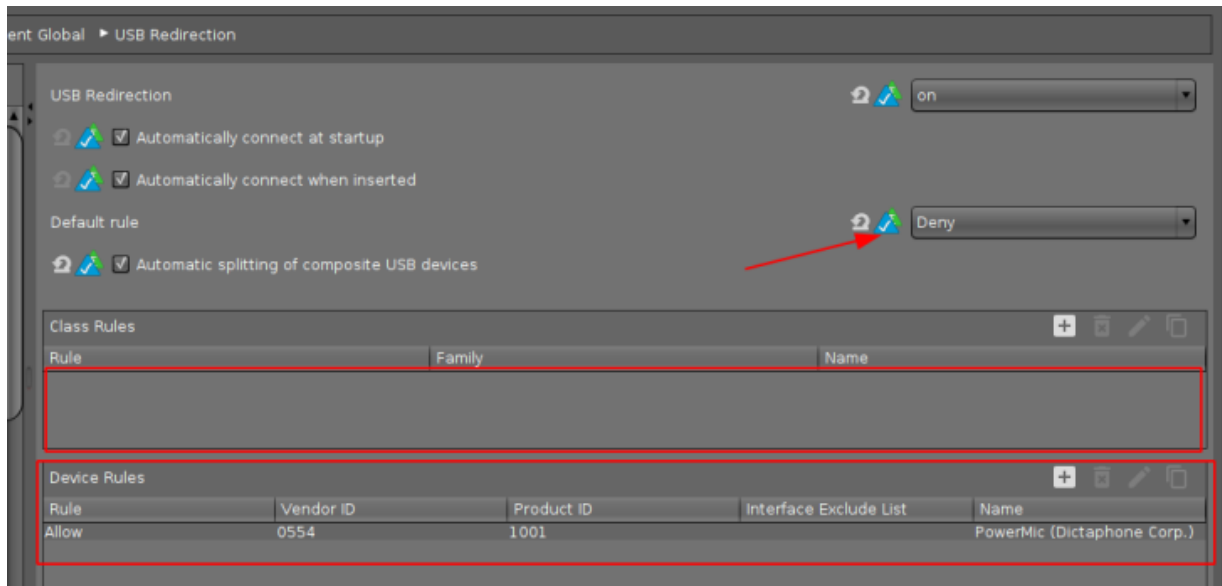 ent Global ▸ USB Redirection
USB Redirection
on
Automatically connect at startup
Automatically connect when inserted
Default rule
Deny
Automatic splitting of composite USB devices
Class Rules
Rule Family Name
Device Rules
Rule Vendor ID Product ID Interface Exclude List Name
Allow 0554 1001 PowerMic (Dictaphone Corp.)